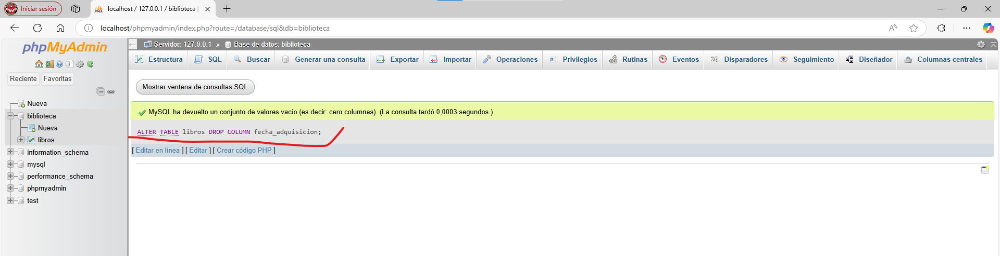 Iniciar sesión
localhost / 127.0.0.1 / biblioteca |
localhost/phpmyadmin/index.php?route=/database/sql&db=biblioteca
phpMyAdmin
Reciente Favoritas
Nueva
biblioteca
Nueva
libros
information_schema
mysql
performance_schema
phpmyadmin
test
Servidor: 127.0.0.1 » Base de datos: biblioteca
Estructura SQL Buscar Generar una consulta Exportar Importar Operaciones Privilegios Rutinas Eventos Disparadores Seguimiento Diseñador Columnas centrales
Mostrar ventana de consultas SQL
MySQL ha devuelto un conjunto de valores vacío (es decir: cero columnas). (La consulta tardó 0,0003 segundos.)
ALTER TABLE libros DROP COLUMN fecha_adquisicion;
[ Editar en línea ] [ Editar ] [ Crear código PHP ]